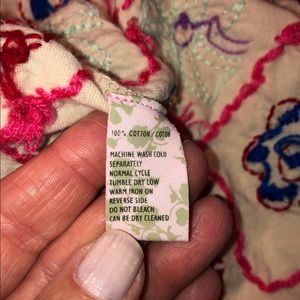 100% COTTON/COTON
MACHINE WASH COLD
SEPARATELY
NORMAL CYCLE
TUMBLE DRY LOW
WARM IRON ON
REVERSE SIDE
DO NOT BLEACH
CAN BE DRY CLEANED